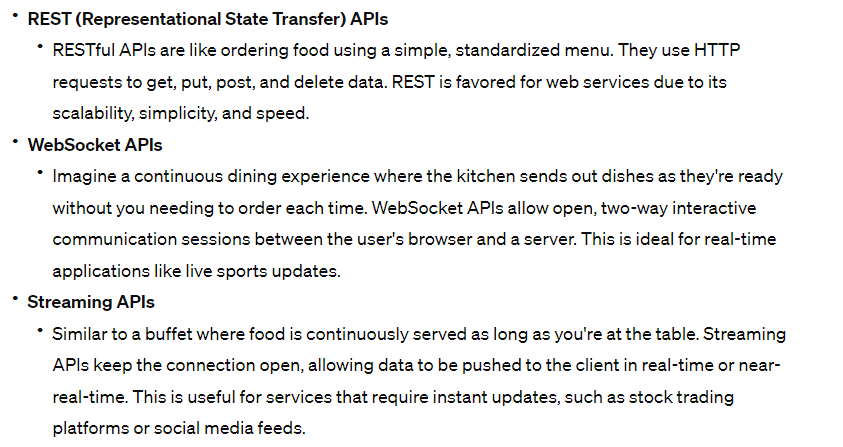 • REST (Representational State Transfer) APIs
• RESTful APIs are like ordering food using a simple, standardized menu. They use HTTP
requests to get, put, post, and delete data. REST is favored for web services due to its
scalability, simplicity, and speed.
• WebSocket APIs
• Imagine a continuous dining experience where the kitchen sends out dishes as they're ready
without you needing to order each time. WebSocket APIs allow open, two-way interactive
communication sessions between the user's browser and a server. This is ideal for real-time
applications like live sports updates.
• Streaming APIs
• Similar to a buffet where food is continuously served as long as you're at the table. Streaming
APIs keep the connection open, allowing data to be pushed to the client in real-time or near-
real-time. This is useful for services that require instant updates, such as stock trading
platforms or social media feeds.